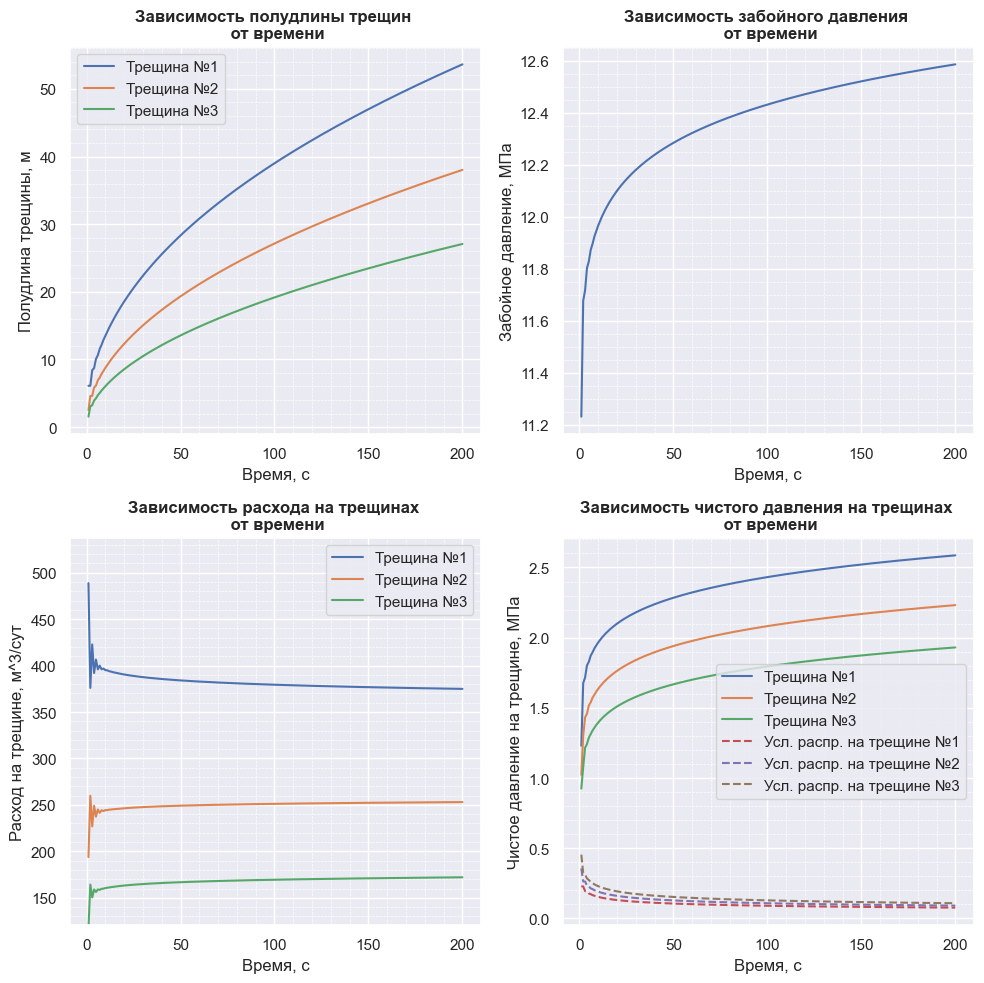 Зависимость полудлины трещин
от времени
Трещина №1
Трещина №2
Трещина №3
Полудлина трещины, м
50
40
30
20
10
0
0
50
100
150
200
Время, с
Зависимость забойного давления
от времени
Забойное давление, МПа
12.6
12.4
12.2
12.0
11.8
11.6
11.4
11.2
0
50
100
150
200
Время, с
Зависимость расхода на трещинах
от времени
Трещина №1
Трещина №2
Трещина №3
Расход на трещине, м^3/сут
500
450
400
350
300
250
200
150
0
50
100
150
200
Время, с
Зависимость чистого давления на трещинах
от времени
Чистое давление на трещине, МПа
2.5
2.0
1.5
1.0
0.5
0.0
Трещина №1
Трещина №2
Трещина №3
Усл. распр. на трещине №1
Усл. распр. на трещине №2
Усл. распр. на трещине №3
0
50
100
150
200
Время, с